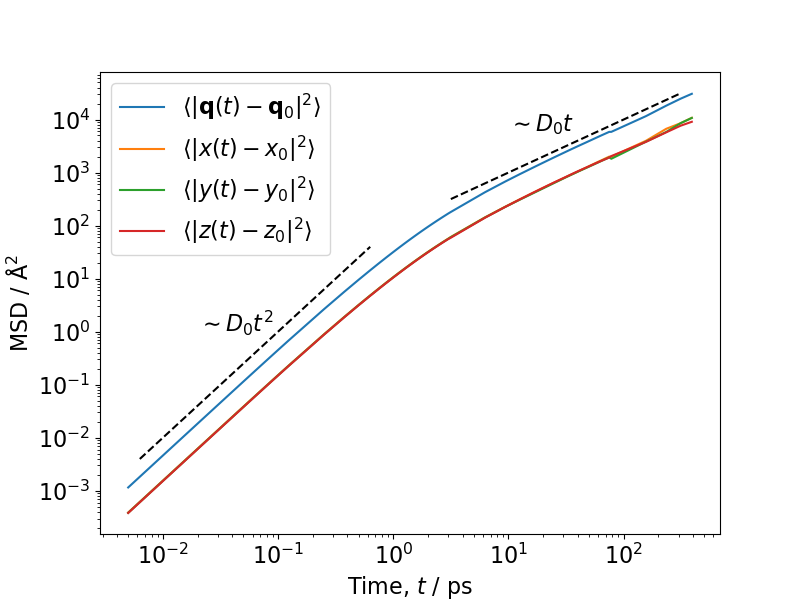 ⟨|𝐪(t) − 𝐪₀|²⟩
⟨|x(t) − x₀|²⟩
⟨|y(t) − y₀|²⟩
⟨|z(t) − z₀|²⟩
~ D₀t
~ D₀t²
MSD / Å²
10⁴
10³
10²
10¹
10⁰
10⁻¹
10⁻²
10⁻³
10⁻² 10⁻¹ 10⁰ 10¹ 10²
Time, t / ps